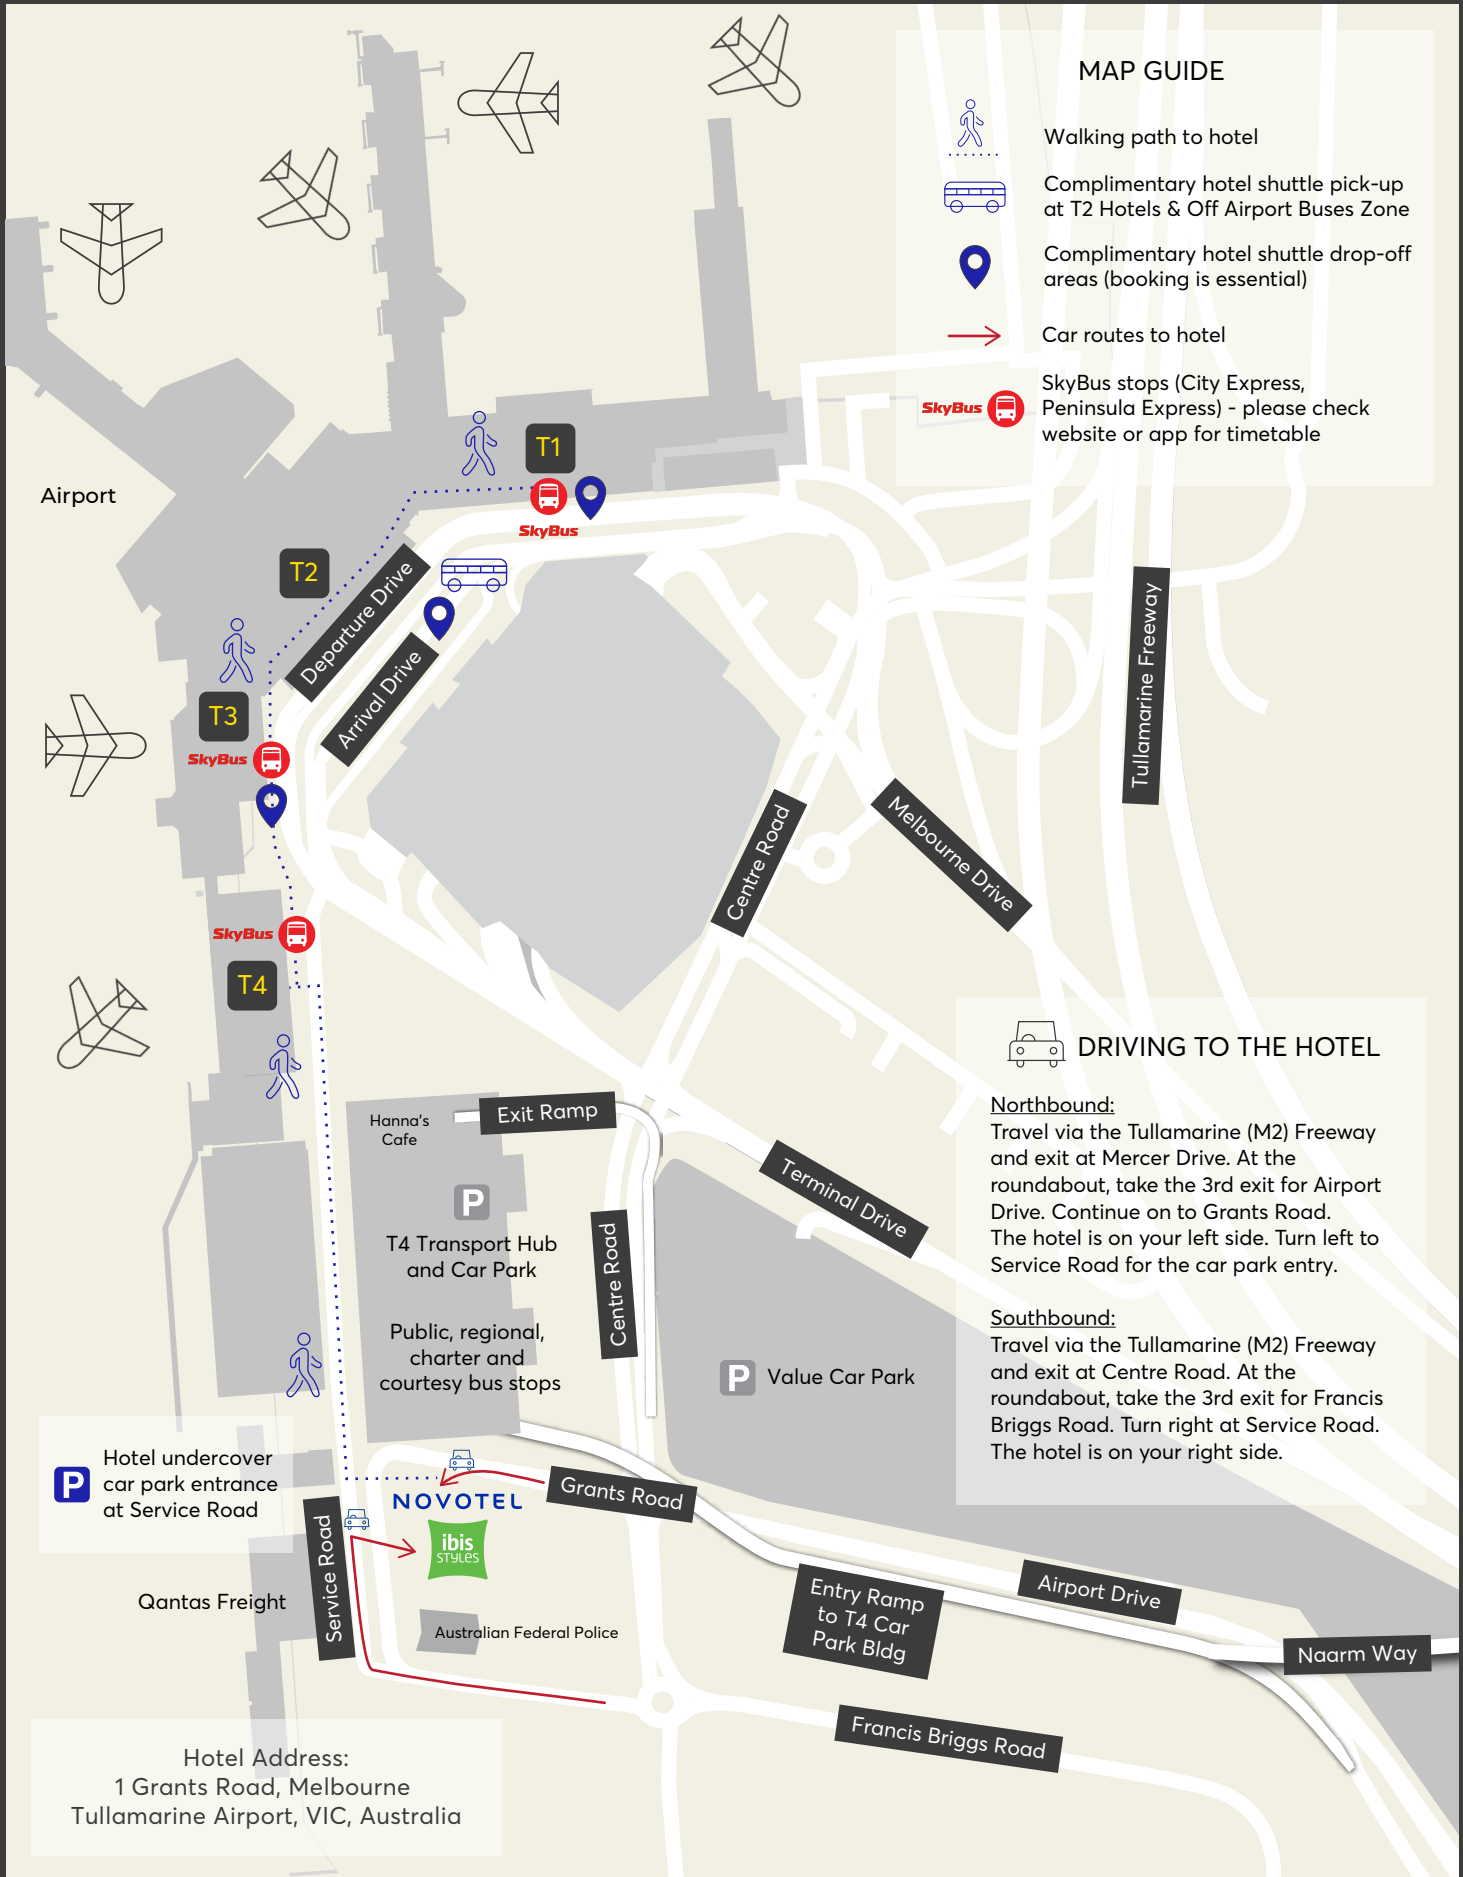 MAP GUIDE
Walking path to hotel
Complimentary hotel shuttle pick-up
at T2 Hotels & Off Airport Buses Zone
Complimentary hotel shuttle drop-off
areas (booking is essential)
Car routes to hotel
SkyBus
SkyBus stops (City Express,
Peninsula Express) - please check
website or app for timetable
Airport
T1
SkyBus
T2
Departure Drive
Arrival Drive
T3
SkyBus
SkyBus
T4
Tullamarine Freeway
Melbourne Drive
Centre Road
Hanna's
Cafe
Exit Ramp
P
T4 Transport Hub
and Car Park
Public, regional,
charter and
courtesy bus stops
Centre Road
Terminal Drive
P
Value Car Park
DRIVING TO THE HOTEL
Northbound:
Travel via the Tullamarine (M2) Freeway
and exit at Mercer Drive. At the
roundabout, take the 3rd exit for Airport
Drive. Continue on to Grants Road.
The hotel is on your left side. Turn left to
Service Road for the car park entry.
Southbound:
Travel via the Tullamarine (M2) Freeway
and exit at Centre Road. At the
roundabout, take the 3rd exit for Francis
Briggs Road. Turn right at Service Road.
The hotel is on your right side.
P
Hotel undercover
car park entrance
at Service Road
NOVOTEL
ibis
STYLES
Grants Road
Service Road
Qantas Freight
Australian Federal Police
Entry Ramp
to T4 Car
Park Bldg
Airport Drive
Naarm Way
Francis Briggs Road
Hotel Address:
1 Grants Road, Melbourne
Tullamarine Airport, VIC, Australia